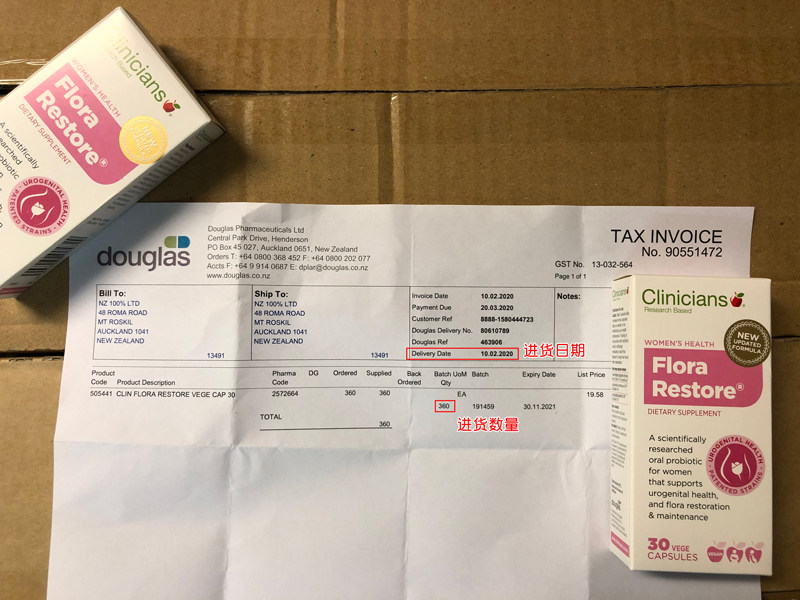 Clinicians
Research Based
WOMEN'S HEALTH
Flora
Restore®
DIETARY SUPPLEMENT
A scientifically
probiotic
UROGENITAL HEALTH
PATENTED STRAINS
douglas
Douglas Pharmaceuticals Ltd
Central Park Drive, Henderson
PO Box 45 027, Auckland 0651, New Zealand
Orders T: +64 0800 368 452 F: +64 0800 202 077
Accts F: +64 9 914 0687 E: dplar@douglas.co.nz
www.douglas.co.nz
TAX INVOICE
No. 90551472
GST No. 13-032-564
Page 1 of 1
Bill To:
NZ 100% LTD
48 ROMA ROAD
MT ROSKIL
AUCKLAND 1041
NEW ZEALAND
13491
Ship To:
NZ 100% LTD
48 ROMA ROAD
MT ROSKIL
AUCKLAND 1041
NEW ZEALAND
13491
Invoice Date 10.02.2020
Payment Due 20.03.2020
Customer Ref 8888-1580444723
Douglas Delivery No. 80610789
Douglas Ref 463906
Delivery Date 10.02.2020 进货日期
Notes:
Product Code Product Description Pharma Code DG Ordered Supplied Back Ordered Batch UoM Qty Batch Expiry Date List Price
505441 CLIN FLORA RESTORE VEGE CAP 30 2572664 360 360 EA 19.58
360 191459 30.11.2021
TOTAL 360
进货数量
Clinicians
Research Based
NEW
UPDATED
FORMULA
WOMEN'S HEALTH
Flora
Restore®
DIETARY SUPPLEMENT
A scientifically
researched
oral probiotic
for women
that supports
urogenital health,
and flora restoration
& maintenance
UROGENITAL HEALTH
PATENTED STRAINS
30 VEGE
CAPSULES